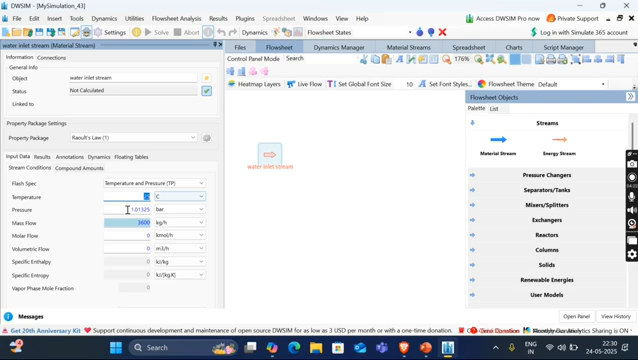 DWSIM - [MySimulation_43]
File Edit Insert Tools Dynamics Utilities Optimization Flowsheet Analysis Results Plugins Windows View Help
Access DWSIM Pro now Private Support
Settings Solve Abort Dynamics Flowsheet States
Log in with Simulate 365 account
water inlet stream (Material Streams)
Files Flowsheet Dynamics Manager Material Streams Spreadsheet Charts Script Manager
Information Connections
Control Panel Mode Search 176%
General Info
Object water inlet stream
Status Not Calculated
Linked to
Heatmap Layers Live Flow Set Global Font Size 10 Set Font Styles... Flowsheet Theme Default
Flowsheet Objects
Palette List
Streams
Material Stream Energy Stream
Property Package Settings
Property Package Raoult's Law (1)
Input Data Results Annotations Dynamics Floating Tables
Stream Conditions Compound Amounts
Flash Spec Temperature and Pressure (TP)
Temperature 25 C
Pressure 1.01325 bar
Mass Flow 3600 kg/h
Molar Flow 0 kmol/h
Volumetric Flow 0 m3/h
Specific Enthalpy 0 kJ/kg
Specific Entropy 0 kJ/[kg.K]
Vapor Phase Mole Fraction 0
water inlet stream
Pressure Changers
Separators/Tanks
Mixers/Splitters
Exchangers
Reactors
Columns
Solids
Renewable Energies
User Models
Messages
Open Panel View History
Get 20th Anniversary Kit Support continuous development and maintenance of open source DWSIM for as low as 3 USD per month or with a one-time donation.
Analytics Sharing is ON
Search
ENG
IN
22:30
24-05-2025